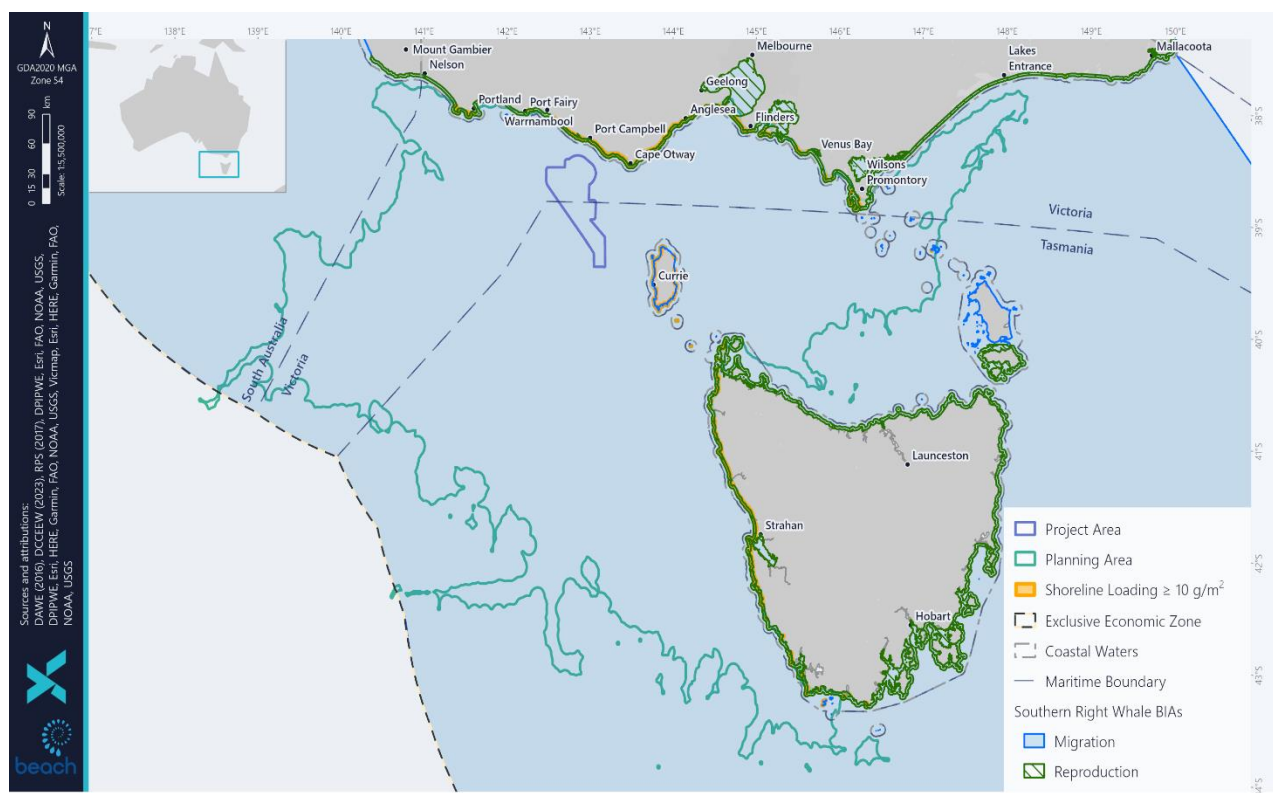 N
GDA2020 MGA
Zone 54
0 15 30 60 90
km
Scale: 1:5,500,000
Sources and attributions:
DAWE (2016), DCCEEW (2023), RPS (2017), DPIPWE, Esri, FAO, NOAA, USGS,
DPIPWE, Esri, HERE, Garmin, FAO, NOAA, USGS, Vicmap, Esri, HERE, Garmin, FAO,
NOAA, USGS
beach
7°E 138°E 139°E 140°E 141°E 142°E 143°E 144°E 145°E 146°E 147°E 148°E 149°E 150°E
Mount Gambier
Nelson
Melbourne
Lakes
Entrance
Mallacoota
Geelong
Portland
Port Fairy
Warrnambool
Anglesea
Flinders
Port Campbell
Cape Otway
Venus Bay
Wilsons
Promontory
38°S
Victoria
Tasmania
39°S
Currie
South Australia
Victoria
40°S
41°S
Launceston
Strahan
42°S
Hobart
43°S
44°S
Project Area
Planning Area
Shoreline Loading ≥ 10 g/m²
Exclusive Economic Zone
Coastal Waters
Maritime Boundary
Southern Right Whale BIAs
Migration
Reproduction